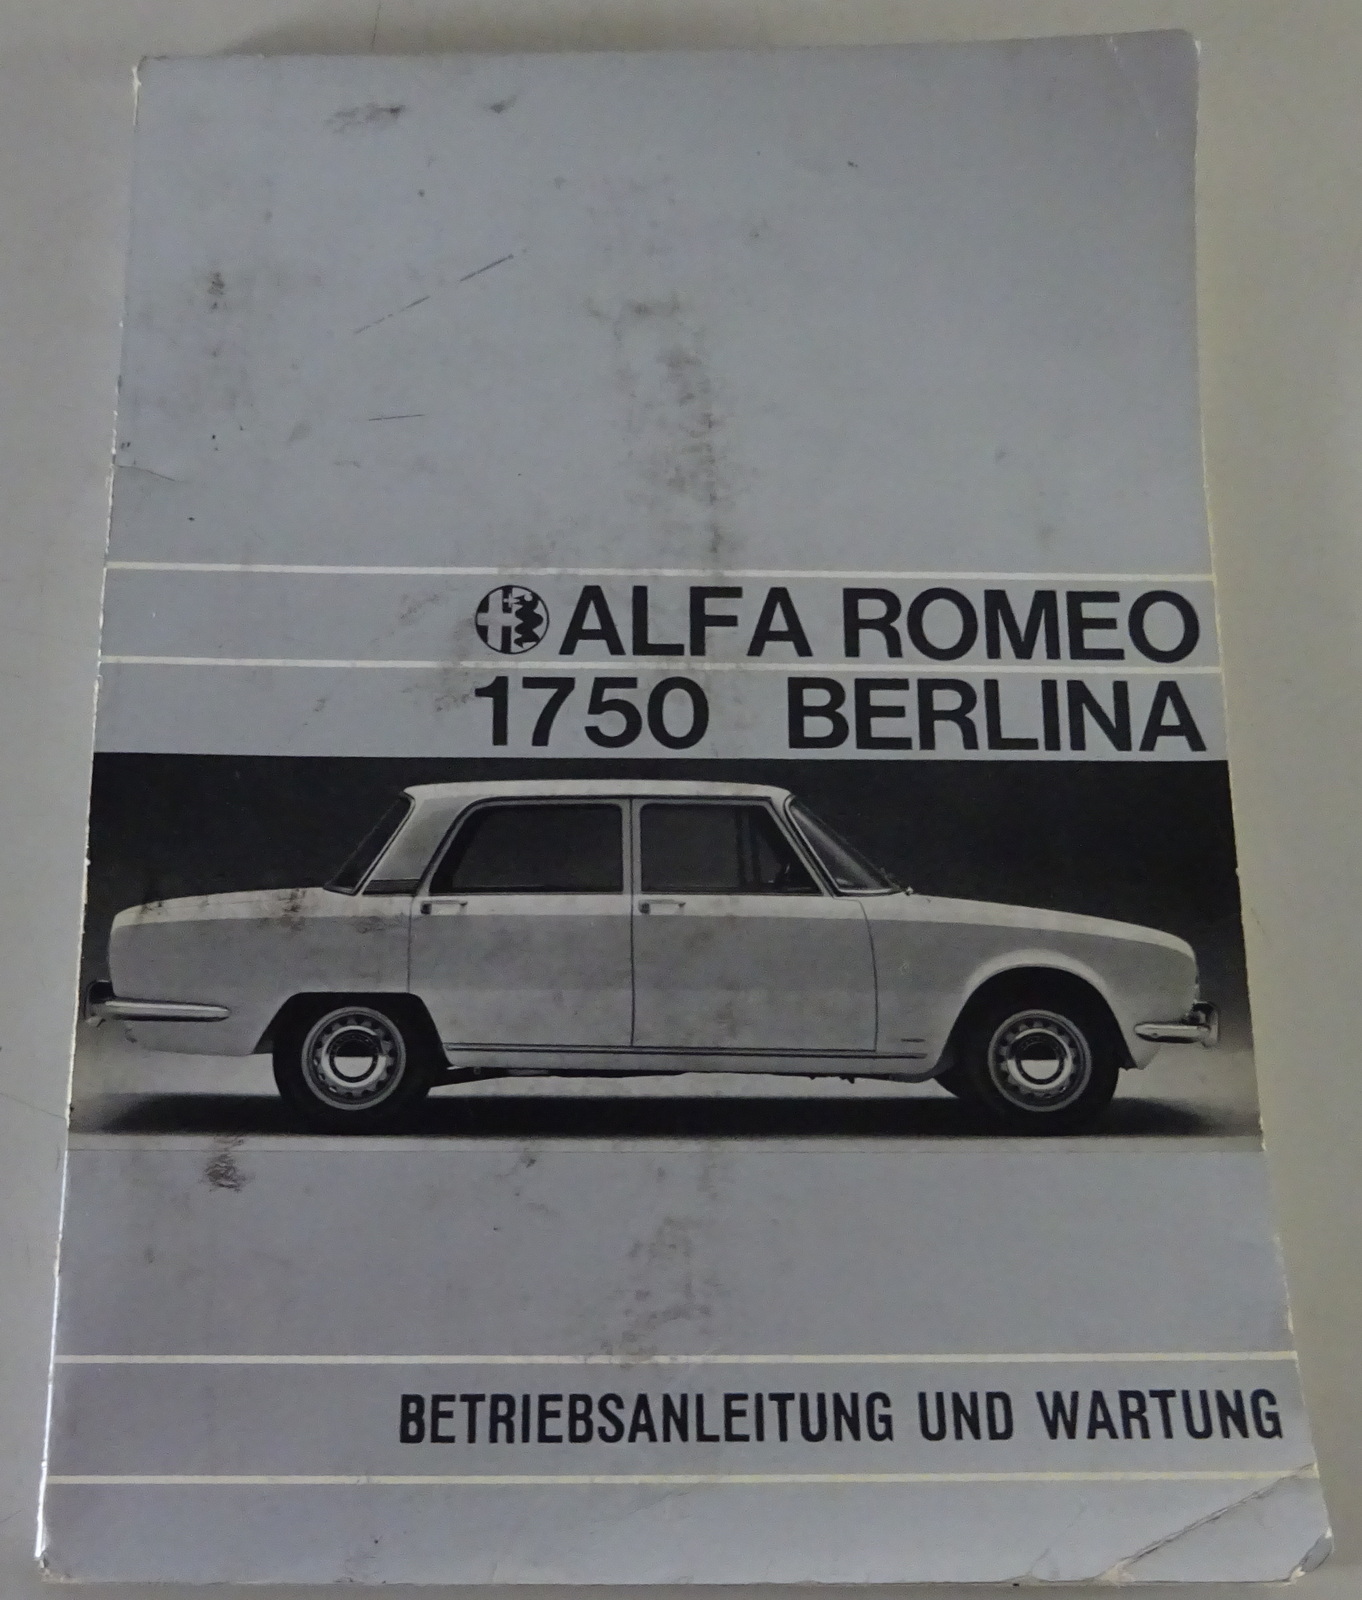 ALFA ROMEO
1750 BERLINA
BETRIEBSANLEITUNG UND WARTUNG